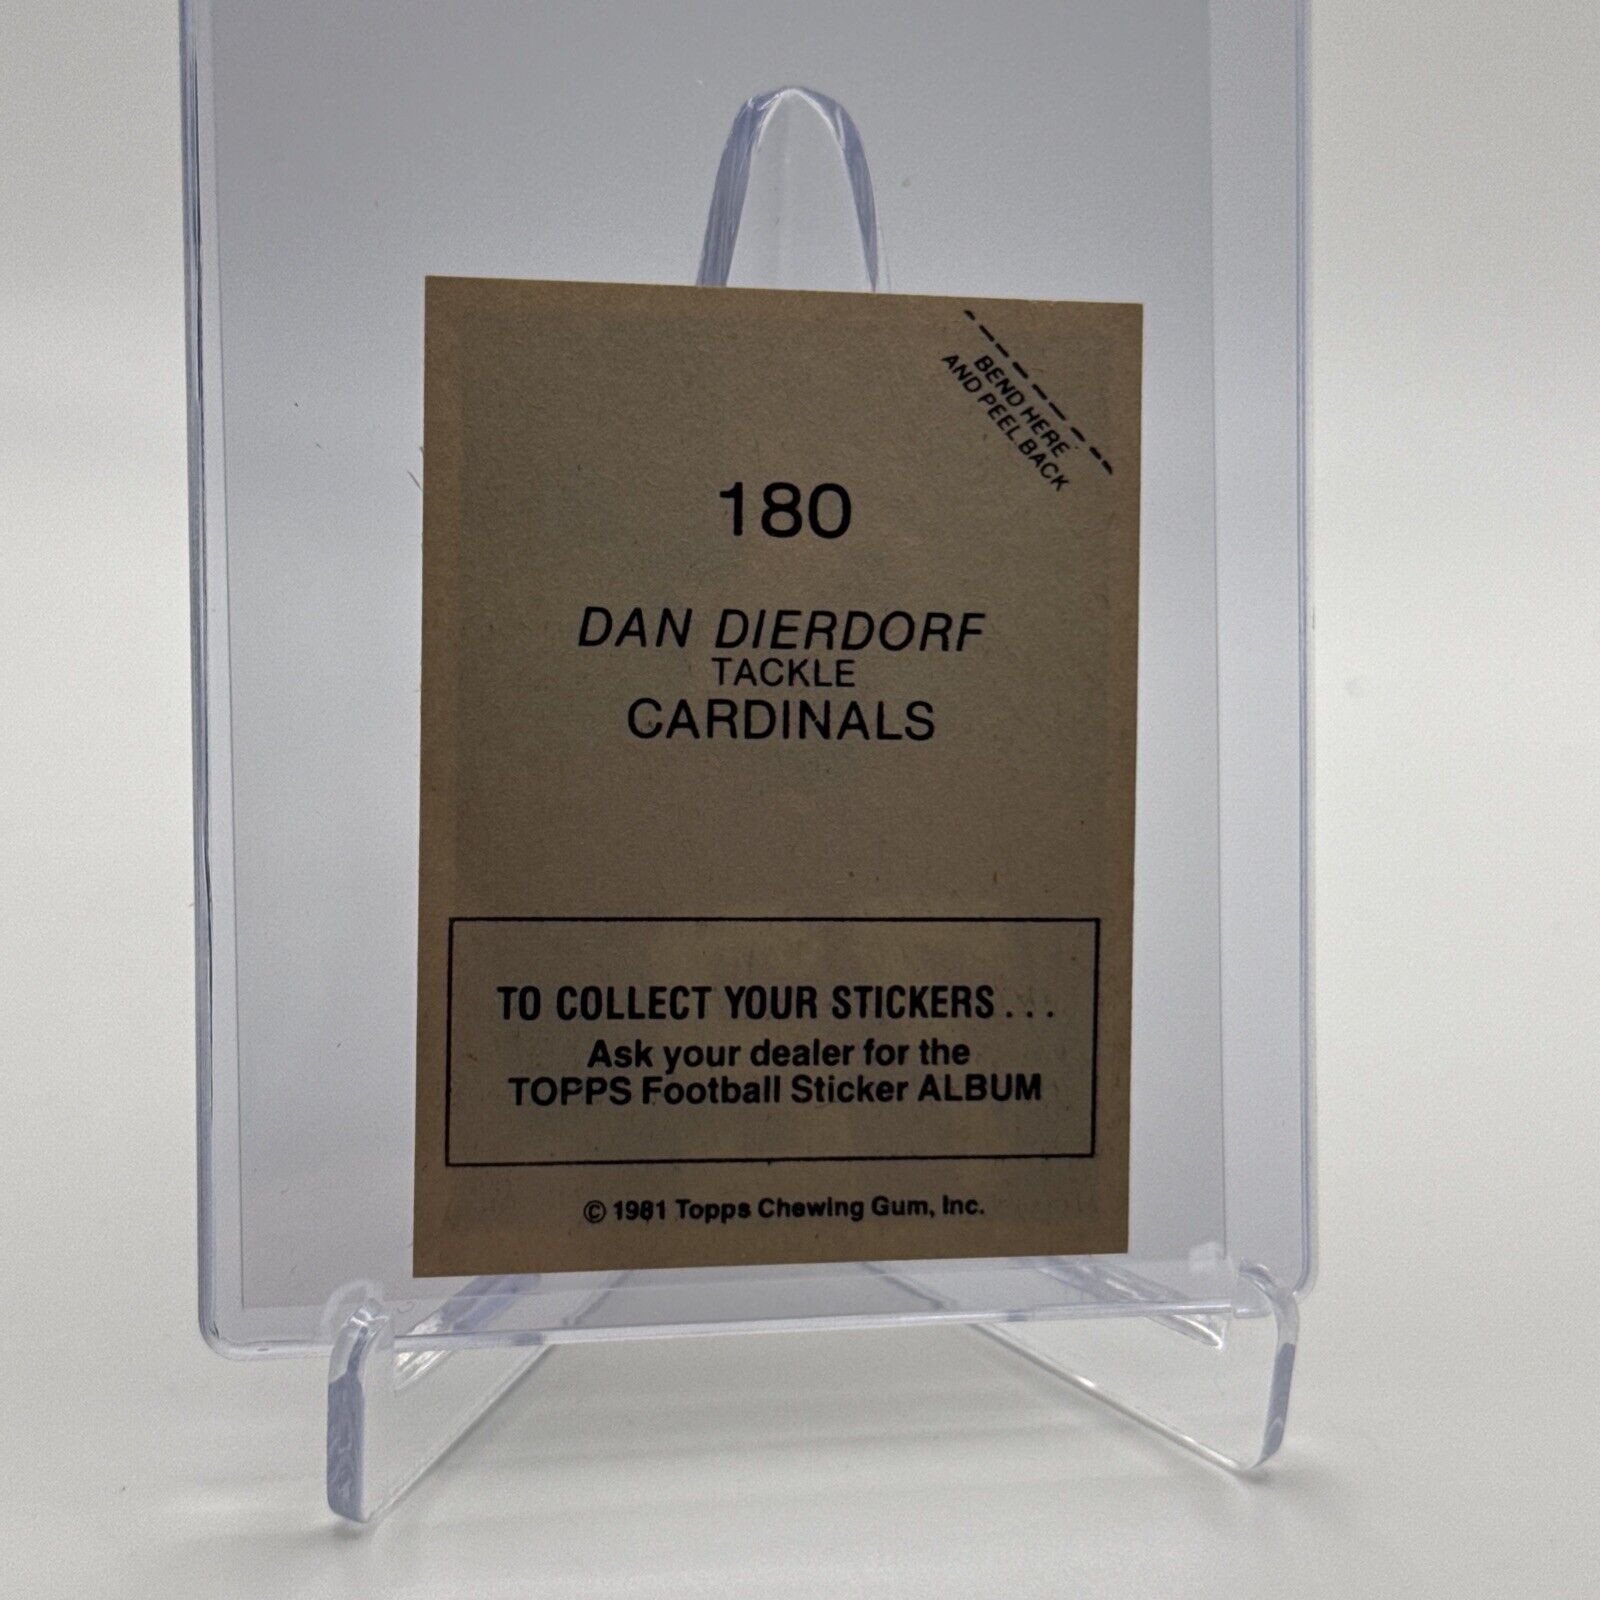 BEND HERE
AND PEEL BACK
180
DAN DIERDORF
TACKLE
CARDINALS
TO COLLECT YOUR STICKERS...
Ask your dealer for the
TOPPS Football Sticker ALBUM
© 1981 Topps Chewing Gum, Inc.